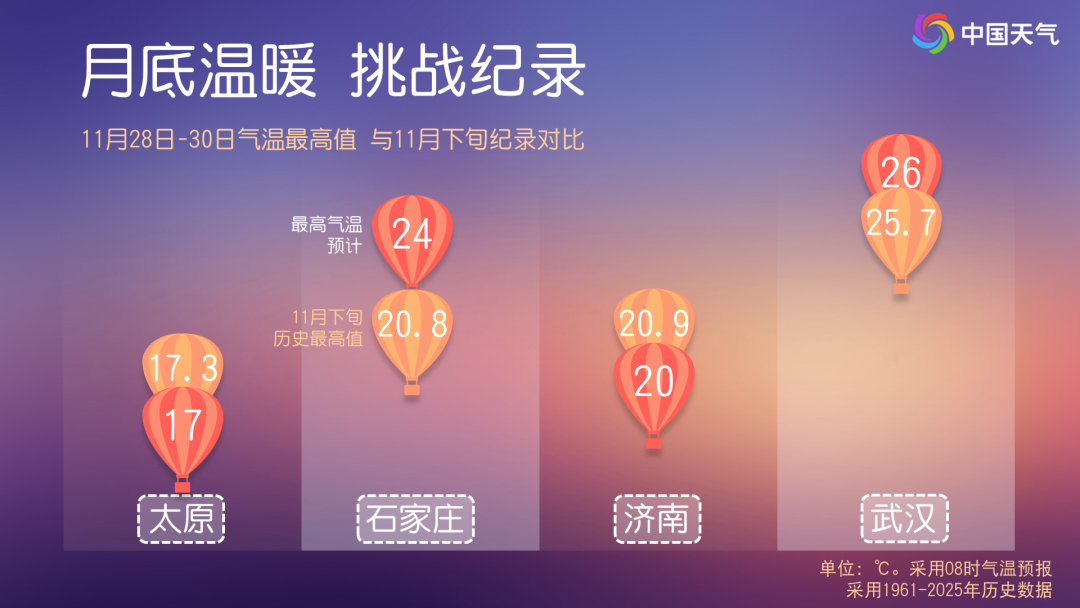 中国天气
月底温暖 挑战纪录
11月28日-30日气温最高值 与11月下旬纪录对比
26
25.7
最高气温
预计
24
11月下旬
历史最高值
20.8
20.9
20
17.3
17
太原
石家庄
济南
武汉
单位：℃。采用08时气温预报
采用1961-2025年历史数据